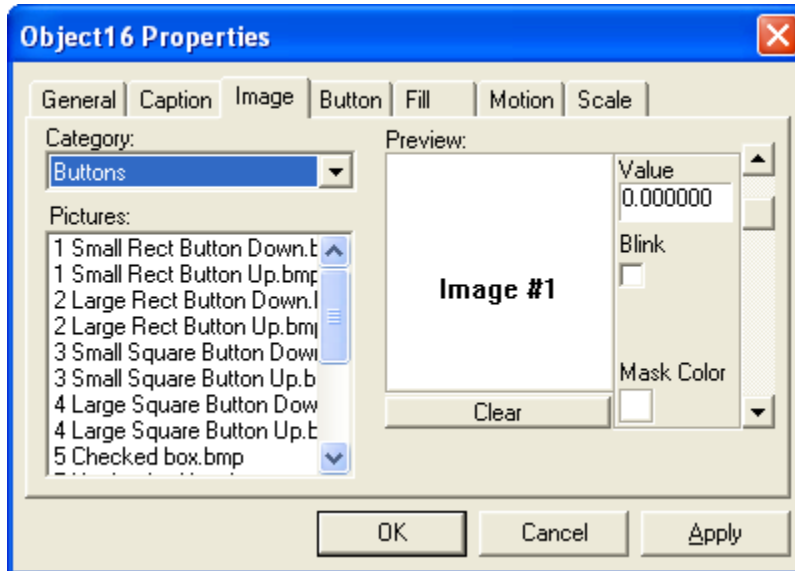 Object16 Properties
General Caption Image Button Fill Motion Scale
Category:
Buttons
Pictures:
1 Small Rect Button Down.b
1 Small Rect Button Up.bmp
2 Large Rect Button Down.
2 Large Rect Button Up.bm
3 Small Square Button Dow
3 Small Square Button Up.b
4 Large Square Button Dow
4 Large Square Button Up.b
5 Checked box.bmp
Preview:
Image #1
Clear
Value
0.000000
Blink
Mask Color
OK Cancel Apply